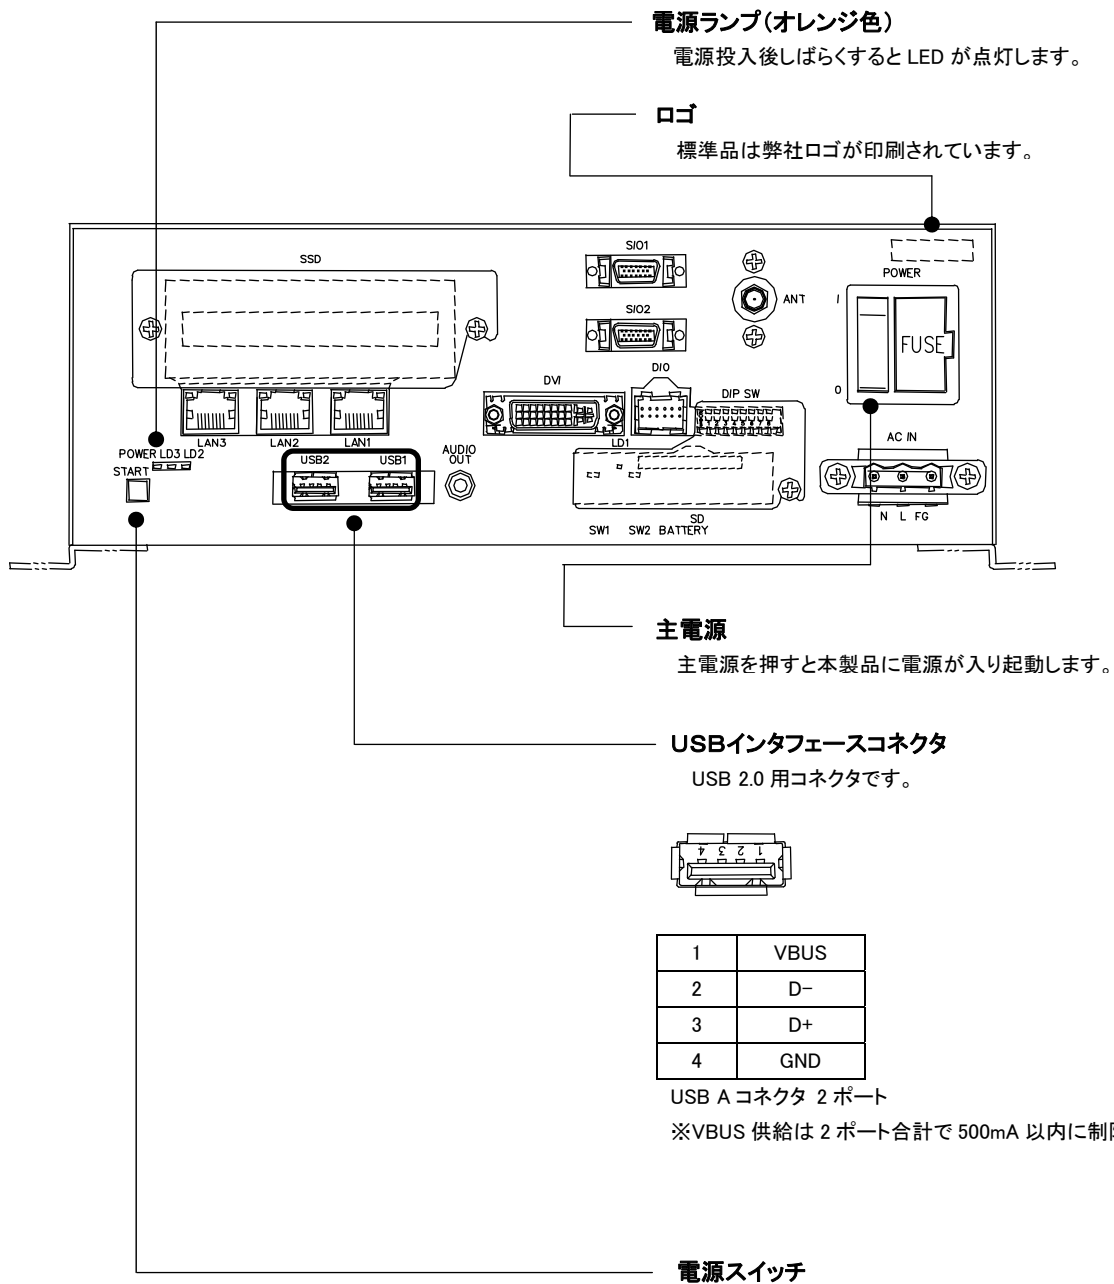 電源ランプ(オレンジ色)
電源投入後しばらくすると LED が点灯します。
ロゴ
標準品は弊社ロゴが印刷されています。
SSD
SIO1
SIO2
ANT
POWER
I
O
FUSE
DVI
DIO
DIP SW
LAN3 LAN2 LAN1
POWER LD3 LD2
START
USB2 USB1
AUDIO
OUT
LD1
AC IN
SD
SW1 SW2 BATTERY
N L FG
主電源
主電源を押すと本製品に電源が入り起動します。
USBインタフェースコネクタ
USB 2.0 用コネクタです。
4 3 2 1
1 VBUS
2 D-
3 D+
4 GND
USB A コネクタ 2 ポート
※VBUS 供給は 2 ポート合計で 500mA 以内に制
電源スイッチ